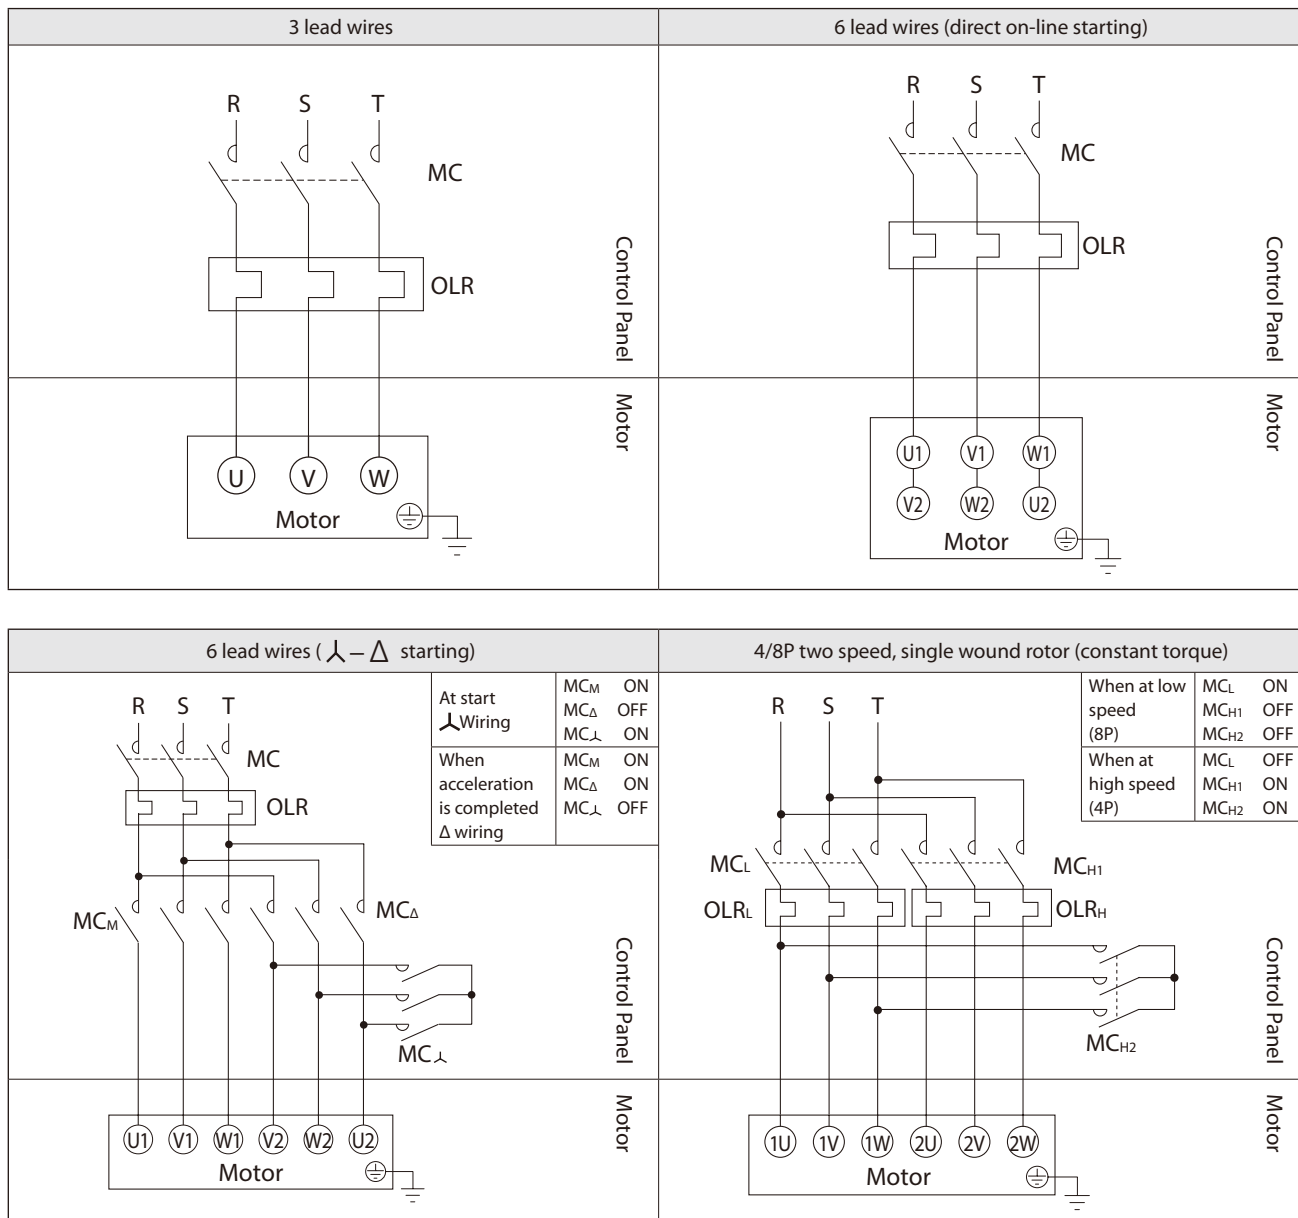 3 lead wires
R S T
MC
OLR
Control Panel
Motor
U V W
Motor
6 lead wires (direct on-line starting)
R S T
MC
OLR
Control Panel
Motor
U1 V1 W1
V2 W2 U2
Motor
6 lead wires (⅄ – Δ starting)
R S T
MC
OLR
At start
⅄Wiring
MCM ON
MCΔ OFF
MC⅄ ON
When
acceleration
is completed
Δ wiring
MCM ON
MCΔ ON
MC⅄ OFF
MCM
MCΔ
MC⅄
Control Panel
Motor
U1 V1 W1 V2 W2 U2
Motor
4/8P two speed, single wound rotor (constant torque)
R S T
When at low
speed
(8P)
MCL ON
MCH1 OFF
MCH2 OFF
When at
high speed
(4P)
MCL OFF
MCH1 ON
MCH2 ON
MCL
MCH1
OLRL
OLRH
MCH2
Control Panel
Motor
1U 1V 1W 2U 2V 2W
Motor